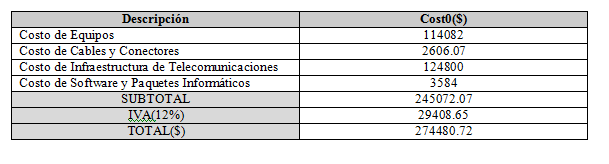 Descripción Cost0($)
Costo de Equipos 114082
Costo de Cables y Conectores 2606.07
Costo de Infraestructura de Telecomunicaciones 124800
Costo de Software y Paquetes Informáticos 3584
SUBTOTAL 245072.07
IVA(12%) 29408.65
TOTAL($) 274480.72